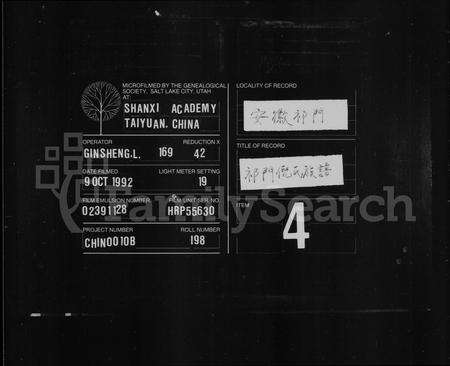 MICROFILMED BY THE GENEALOGICAL
SOCIETY, SALT LAKE CITY, UTAH
AT:
SHANXI ACADEMY
TAIYUAN. CHINA
OPERATOR REDUCTION X
GINSHENG.L. 169 42
DATE FILMED LIGHT METER SETTING
9 OCT 1992 19
FILM EMULSION NUMBER FILM UNIT SER. NO.
02391128 HRP55630
PROJECT NUMBER ROLL NUMBER
CHIN0010B 198
LOCALITY OF RECORD
安徽祁門
TITLE OF RECORD
祁門倪氏族譜
ITEM
4
FamilySearch